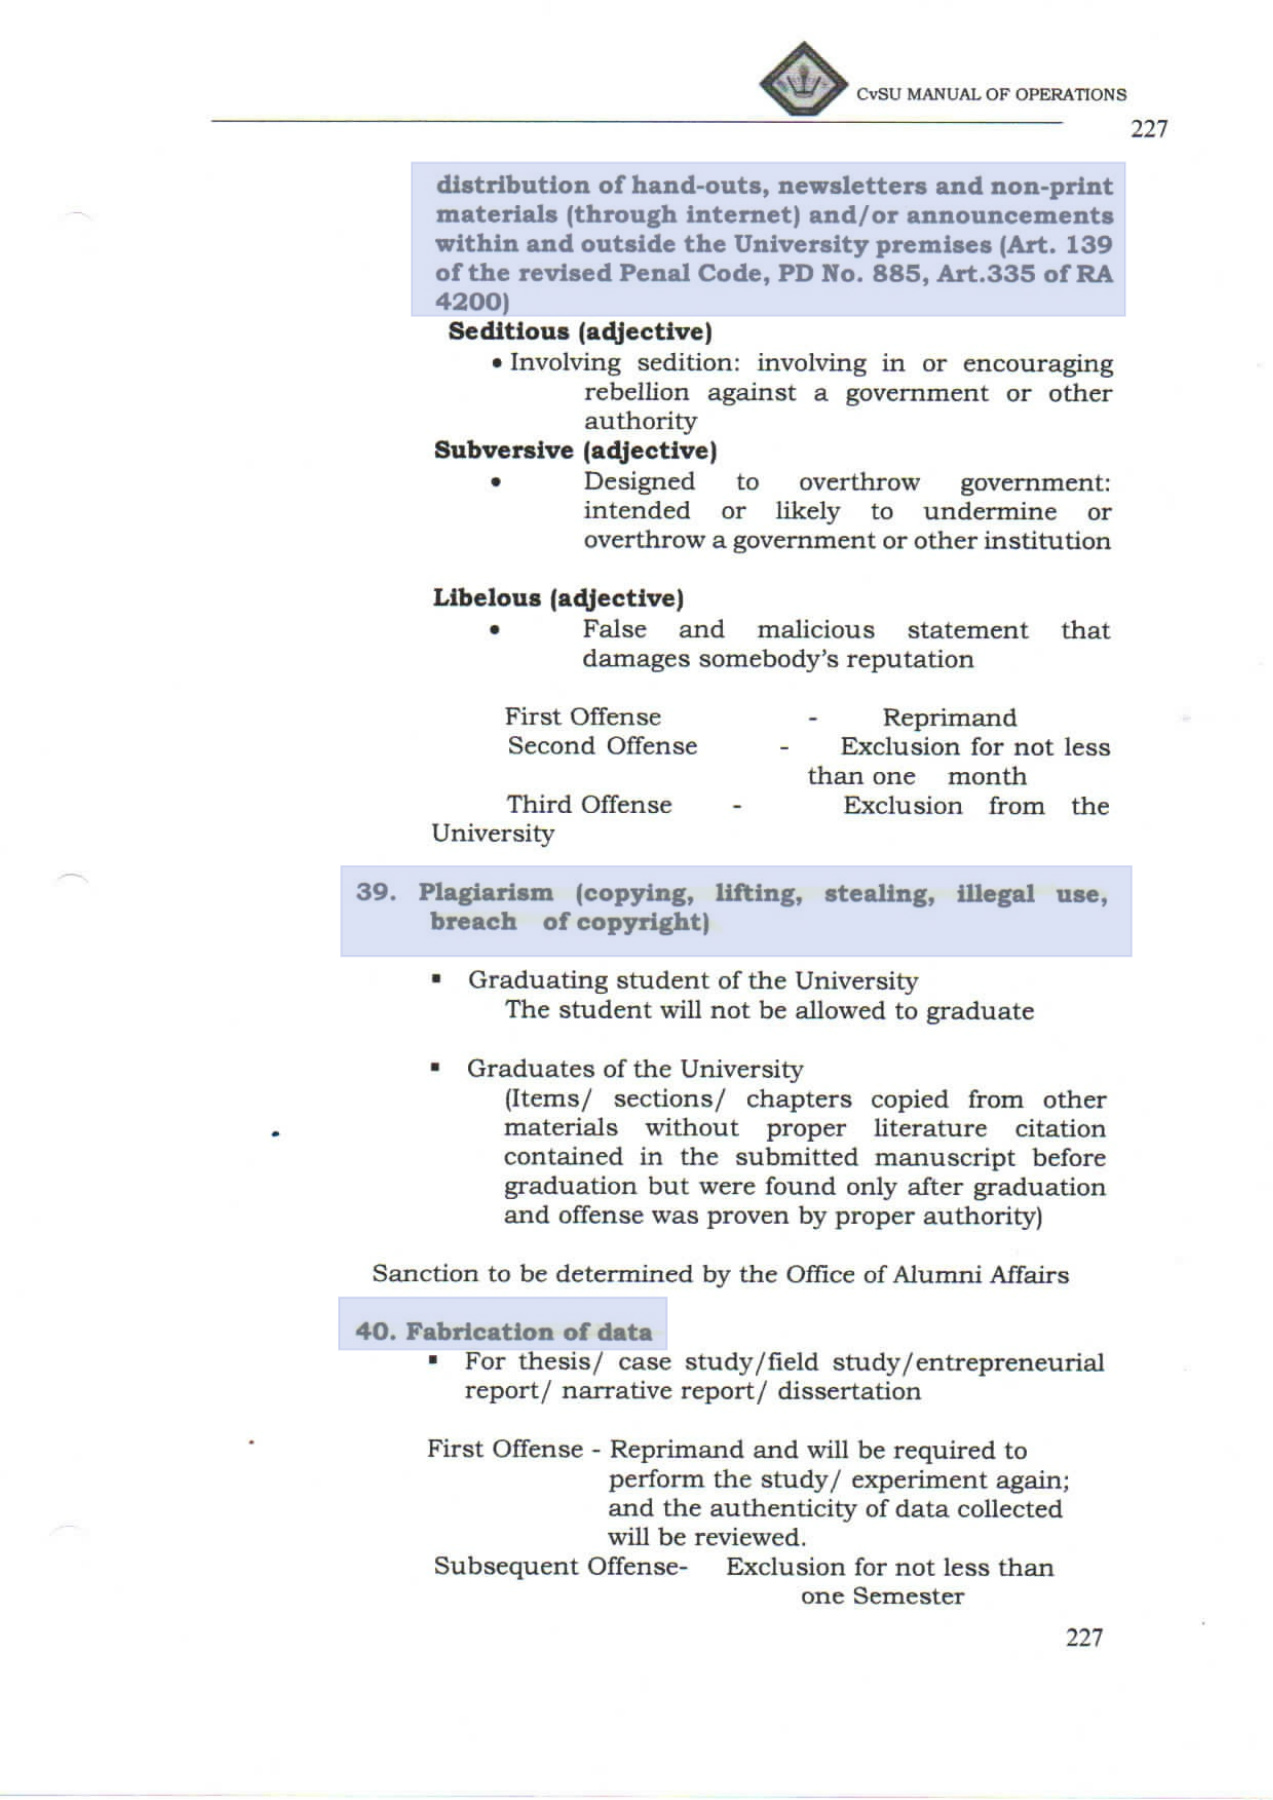 CvSU MANUAL OF OPERATIONS
227
distribution of hand-outs, newsletters and non-print
materials (through internet) and/or announcements
within and outside the University premises (Art. 139
of the revised Penal Code, PD No. 885, Art.335 of RA
4200)
Seditious (adjective)
• Involving sedition: involving in or encouraging
rebellion against a government or other
authority
Subversive (adjective)
• Designed to overthrow government:
intended or likely to undermine or
overthrow a government or other institution
Libelous (adjective)
• False and malicious statement that
damages somebody's reputation
First Offense - Reprimand
Second Offense - Exclusion for not less
than one month
Third Offense - Exclusion from the
University
39. Plagiarism (copying, lifting, stealing, illegal use,
breach of copyright)
▪ Graduating student of the University
The student will not be allowed to graduate
▪ Graduates of the University
(Items/ sections/ chapters copied from other
materials without proper literature citation
contained in the submitted manuscript before
graduation but were found only after graduation
and offense was proven by proper authority)
Sanction to be determined by the Office of Alumni Affairs
40. Fabrication of data
▪ For thesis/ case study/field study/entrepreneurial
report/ narrative report/ dissertation
First Offense - Reprimand and will be required to
perform the study/ experiment again;
and the authenticity of data collected
will be reviewed.
Subsequent Offense- Exclusion for not less than
one Semester
227